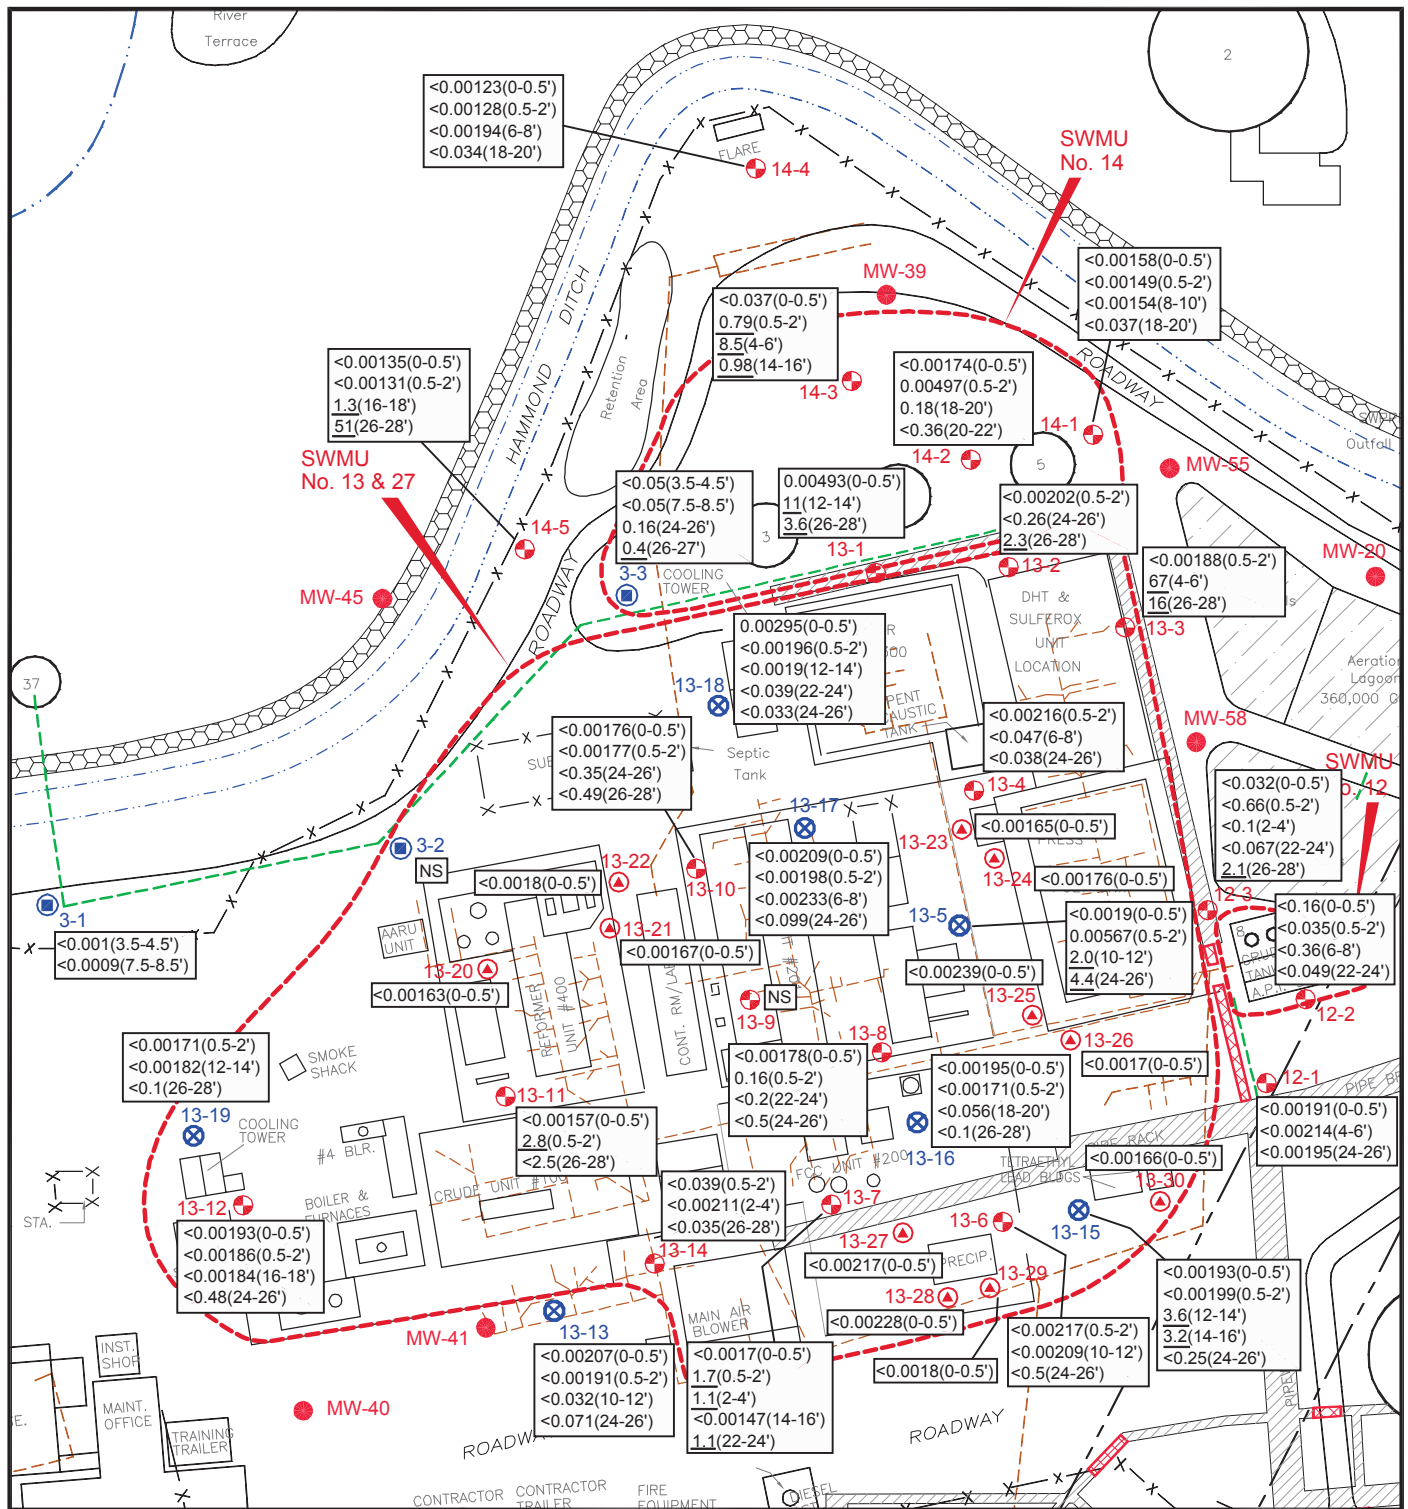 River
Terrace
2
<0.00123(0-0.5')
<0.00128(0.5-2')
<0.00194(6-8')
<0.034(18-20')
FLARE
14-4
SWMU
No. 14
HAMMOND DITCH
Retention
Area
MW-39
<0.037(0-0.5')
0.79(0.5-2')
8.5(4-6')
0.98(14-16')
14-3
<0.00158(0-0.5')
<0.00149(0.5-2')
<0.00154(8-10')
<0.037(18-20')
ROADWAY
<0.00174(0-0.5')
0.00497(0.5-2')
0.18(18-20')
<0.36(20-22')
14-1
14-2
5
MW-55
Outfall
<0.00135(0-0.5')
<0.00131(0.5-2')
1.3(16-18')
51(26-28')
SWMU
No. 13 & 27
14-5
ROADWAY
MW-45
<0.05(3.5-4.5')
<0.05(7.5-8.5')
0.16(24-26')
0.4(26-27')
3
3-3
COOLING
TOWER
0.00493(0-0.5')
11(12-14')
3.6(26-28')
13-1
<0.00202(0.5-2')
<0.26(24-26')
2.3(26-28')
13-2
<0.00188(0.5-2')
67(4-6')
16(26-28')
13-3
MW-20
DHT &
SULFEROX
UNIT
LOCATION
37
0.00295(0-0.5')
<0.00196(0.5-2')
<0.0019(12-14')
<0.039(22-24')
<0.033(24-26')
13-18
TANK
Septic
Tank
Aeration
Lagoon
360,000
MW-58
<0.00216(0.5-2')
<0.047(6-8')
<0.038(24-26')
13-4
<0.00176(0-0.5')
<0.00177(0.5-2')
<0.35(24-26')
<0.49(26-28')
13-10
SWMU
12
<0.032(0-0.5')
<0.66(0.5-2')
<0.1(2-4')
<0.067(22-24')
2.1(26-28')
12-3
13-17
<0.00209(0-0.5')
<0.00198(0.5-2')
<0.00233(6-8')
<0.099(24-26')
13-23
<0.00165(0-0.5')
PRESS
13-24
<0.00176(0-0.5')
3-2
NS
13-22
<0.0018(0-0.5')
3-1
<0.001(3.5-4.5')
<0.0009(7.5-8.5')
AARU
UNIT
13-21
<0.00167(0-0.5')
13-20
<0.00163(0-0.5')
REFORMER
UNIT #400
CONT. RM/LAB
13-5
<0.0019(0-0.5')
0.00567(0.5-2')
2.0(10-12')
4.4(24-26')
<0.00239(0-0.5')
13-25
<0.16(0-0.5')
<0.035(0.5-2')
<0.36(6-8')
<0.049(22-24')
8
12-2
NS
13-9
13-8
13-26
<0.0017(0-0.5')
<0.00171(0.5-2')
<0.00182(12-14')
<0.1(26-28')
SMOKE
SHACK
13-19
COOLING
TOWER
13-11
<0.00157(0-0.5')
2.8(0.5-2')
<2.5(26-28')
<0.00178(0-0.5')
0.16(0.5-2')
<0.2(22-24')
<0.5(24-26')
<0.00195(0-0.5')
<0.00171(0.5-2')
<0.056(18-20')
<0.1(26-28')
13-16
12-1
<0.00191(0-0.5')
<0.00214(4-6')
<0.00195(24-26')
#4 BLR.
BOILER &
FURNACES
CRUDE UNIT #100
FCC UNIT #200
PIPE RACK
TETRAETHYL
LEAD BLDGS
<0.00166(0-0.5')
13-30
STA.
13-12
<0.00193(0-0.5')
<0.00186(0.5-2')
<0.00184(16-18')
<0.48(24-26')
<0.039(0.5-2')
<0.00211(2-4')
<0.035(26-28')
13-14
13-7
13-27
<0.00217(0-0.5')
13-6
13-15
PRECIP.
13-29
13-28
<0.00228(0-0.5')
<0.0018(0-0.5')
<0.00217(0.5-2')
<0.00209(10-12')
<0.5(24-26')
<0.00193(0-0.5')
<0.00199(0.5-2')
3.6(12-14')
3.2(14-16')
<0.25(24-26')
MAIN AIR
BLOWER
MW-41
13-13
<0.00207(0-0.5')
<0.00191(0.5-2')
<0.032(10-12')
<0.071(24-26')
<0.0017(0-0.5')
1.7(0.5-2')
1.1(2-4')
<0.00147(14-16')
1.1(22-24')
INST.
SHOP
MAINT.
OFFICE
TRAINING
TRAILER
MW-40
ROADWAY
ROADWAY
CONTRACTOR
CONTRACTOR
TRAILER
FIRE
EQUIPMENT
DIESEL